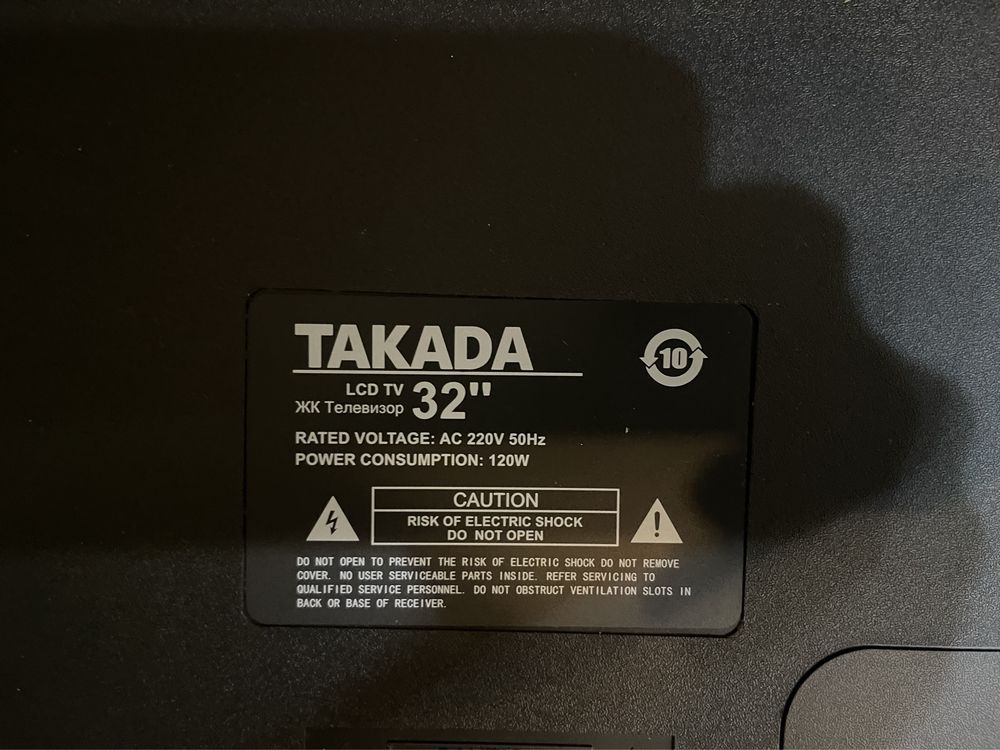 TAKADA
10
LCD TV
ЖК Телевизор 32"
RATED VOLTAGE: AC 220V 50Hz
POWER CONSUMPTION: 120W
CAUTION
RISK OF ELECTRIC SHOCK
DO NOT OPEN
DO NOT OPEN TO PREVENT THE RISK OF ELECTRIC SHOCK DO NOT REMOVE
COVER. NO USER SERVICEABLE PARTS INSIDE. REFER SERVICING TO
QUALIFIED SERVICE PERSONNEL. DO NOT OBSTRUCT VENTILATION SLOTS IN
BACK OR BASE OF RECEIVER.